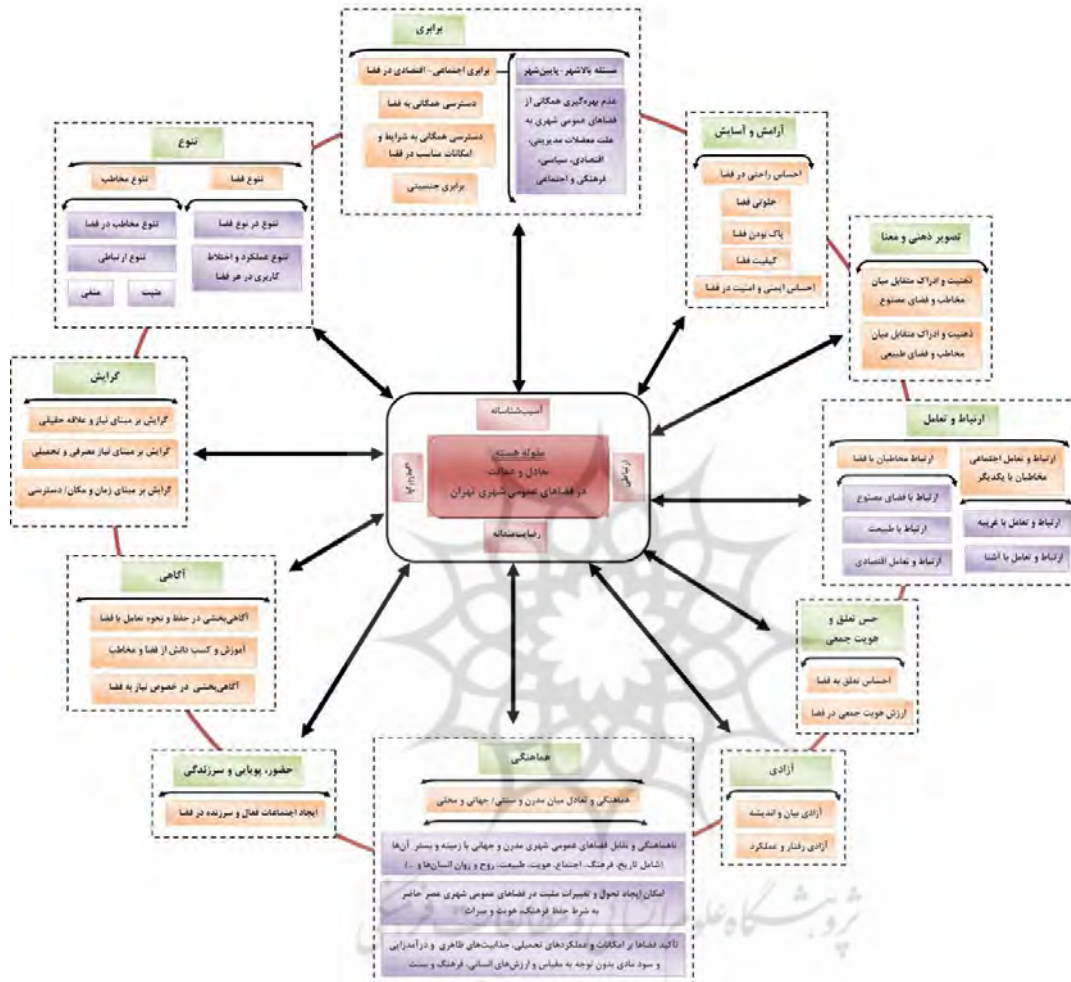 برابری
برابری اجتماعی- اقتصادی در فضا
دسترسی همگانی به فضا
دسترسی همگانی به شرایط و
امکانات مناسب در فضا
برابری جنسیتی
مسئله بالاشهر- پایین‌شهر
عدم بهره‌گیری همگانی از
فضاهای عمومی شهری به
علت معضلات مدیریتی،
اقتصادی، سیاسی،
فرهنگی و اجتماعی
آرامش و آسایش
احساس راحتی در فضا
خلوتی فضا
پاک بودن فضا
کیفیت فضا
احساس ایمنی و امنیت در فضا
تصویر ذهنی و معنا
ذهنیت و ادراک متقابل میان
مخاطب و فضای مصنوع
ذهنیت و ادراک متقابل میان
مخاطب و فضای طبیعی
ارتباط و تعامل
ارتباط و تعامل اجتماعی
مخاطبان با یکدیگر
ارتباط و تعامل با غریبه
ارتباط و تعامل با آشنا
ارتباط مخاطبان با فضا
ارتباط با فضای مصنوع
ارتباط با طبیعت
ارتباط و تعامل اقتصادی
حس تعلق و
هویت جمعی
احساس تعلق به فضا
ارزش هویت جمعی در فضا
آزادی
آزادی بیان و اندیشه
آزادی رفتار و عملکرد
هماهنگی
هماهنگی و تعادل میان مدرن و سنتی/ جهانی و محلی
ناهماهنگی و تقابل فضاهای عمومی شهری مدرن و جهانی با زمینه و بستر آن‌ها
(شامل تاریخ، فرهنگ، اجتماع، هویت، طبیعت، روح و روان انسان‌ها و ..)
امکان ایجاد تحول و تغییرات مثبت در فضاهای عمومی شهری عصر حاضر
به شرط حفظ فرهنگ، هویت و میراث
تأکید فضاها بر امکانات و عملکردهای تحمیلی، جذابیت‌های ظاهری و درآمدزایی
و سود مادی بدون توجه به مقیاس و ارزش‌های انسانی، فرهنگ و سنت
حضور، پویایی و سرزندگی
ایجاد اجتماعات فعال و سرزنده در فضا
آگاهی
آگاهی‌بخشی در حفظ و نحوه تعامل با فضا
آموزش و کسب دانش از فضا و مخاطب
آگاهی‌بخشی در خصوص نیاز به فضا
گرایش
گرایش بر مبنای نیاز و علاقه حقیقی
گرایش بر مبنای نیاز مصرفی و تحمیلی
گرایش بر مبنای زمان و مکان/ دسترسی
تنوع
تنوع فضا
تنوع در نوع فضا
تنوع عملکرد و اختلاط
کاربری در هر فضا
تنوع مخاطب
تنوع مخاطب در فضا
تنوع ارتباطی
مثبت
منفی
آسیب‌شناسانه
مقوله هسته:
تعادل و عدالت
در فضاهای عمومی شهری تهران
ارتباطی
رضایت‌مندانه
پژوهشگاه علوم انسانی و مطالعات فرهنگی